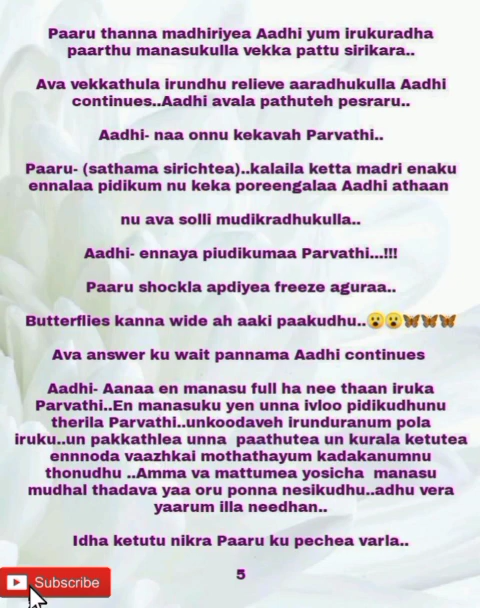 Paaru thanna madhiriyea Aadhi yum irukuradha
paarthu manasukulla vekka pattu sirikara..
Ava vekkathula irundhu relieve aaradhukulla Aadhi
continues..Aadhi avala pathuteh pesraru..
Aadhi- naa onnu kekavah Parvathi..
Paaru- (sathama sirichtea)..kalaila ketta madri enaku
ennalaa pidikum nu keka poreengalaa Aadhi athaan
nu ava solli mudikradhukulla..
Aadhi- ennaya piudikumaa Parvathi...!!!
Paaru shockla apdiyea freeze aguraa..
Butterflies kanna wide ah aaki paakudhu..😮😮🦋🦋🦋
Ava answer ku wait pannama Aadhi continues
Aadhi- Aanaa en manasu full ha nee thaan iruka
Parvathi..En manasuku yen unna ivloo pidikudhunu
therila Parvathi..unkoodaveh irunduranum pola
iruku..un pakkathlea unna  paathutea un kurala ketutea
ennnoda vaazhkai mothathayum kadakanumnu
thonudhu ..Amma va mattumea yosicha  manasu
mudhal thadava yaa oru ponna nesikudhu..adhu vera
yaarum illa needhan..
Idha ketutu nikra Paaru ku pechea varla..
5
Subscribe